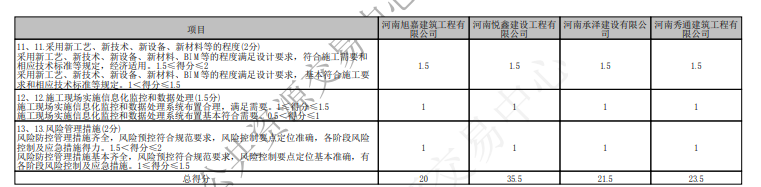 项目 河南旭嘉建筑工程有限公司 河南悦鑫建设工程有限公司 河南承泽建设有限公司 河南秀通建筑工程有限公司
11、11.采用新工艺、新技术、新设备、新材料等的程度(2分)
采用新工艺、新技术、新设备、新材料、BIM等的程度满足设计要求，符合施工需要和
相应技术标准等规定，经济适用。1.5<得分≤2
采用新工艺、新技术、新设备、新材料、BIM等的程度满足设计要求，基本符合施工要
求和相应技术标准等规定。1<得分≤1.5
1.5 1.5 1.5 1.5
12、12.施工现场实施信息化监控和数据处理(1.5分)
施工现场实施信息化监控和数据处理系统布置合理，满足需要。1≤得分≤1.5
施工现场实施信息化监控和数据处理系统布置基本符合需要。0.5≤得分≤1
1 1 1 1
13、13.风险管理措施(2分)
风险防控管理措施齐全，风险预控符合规范要求，风险控制要点定位准确，各阶段风险
控制及应急措施得力。1.5<得分≤2
风险防控管理措施基本齐全，风险预控符合规范要求，风险控制要点定位基本准确，有
各阶段风险控制及应急措施。1≤得分≤1.5
1 1 1 1
总得分 20 35.5 21.5 23.5
公共资源交易中心
交易中心